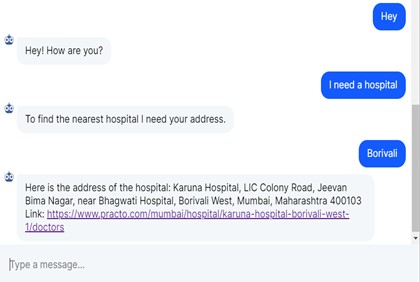 Hey
Hey! How are you?
I need a hospital
To find the nearest hospital I need your address.
Borivali
Here is the address of the hospital: Karuna Hospital, LIC Colony Road, Jeevan
Bima Nagar, near Bhagwati Hospital, Borivali West, Mumbai, Maharashtra 400103
Link: https://www.practo.com/mumbai/hospital/karuna-hospital-borivali-west-
1/doctors
Type a message...